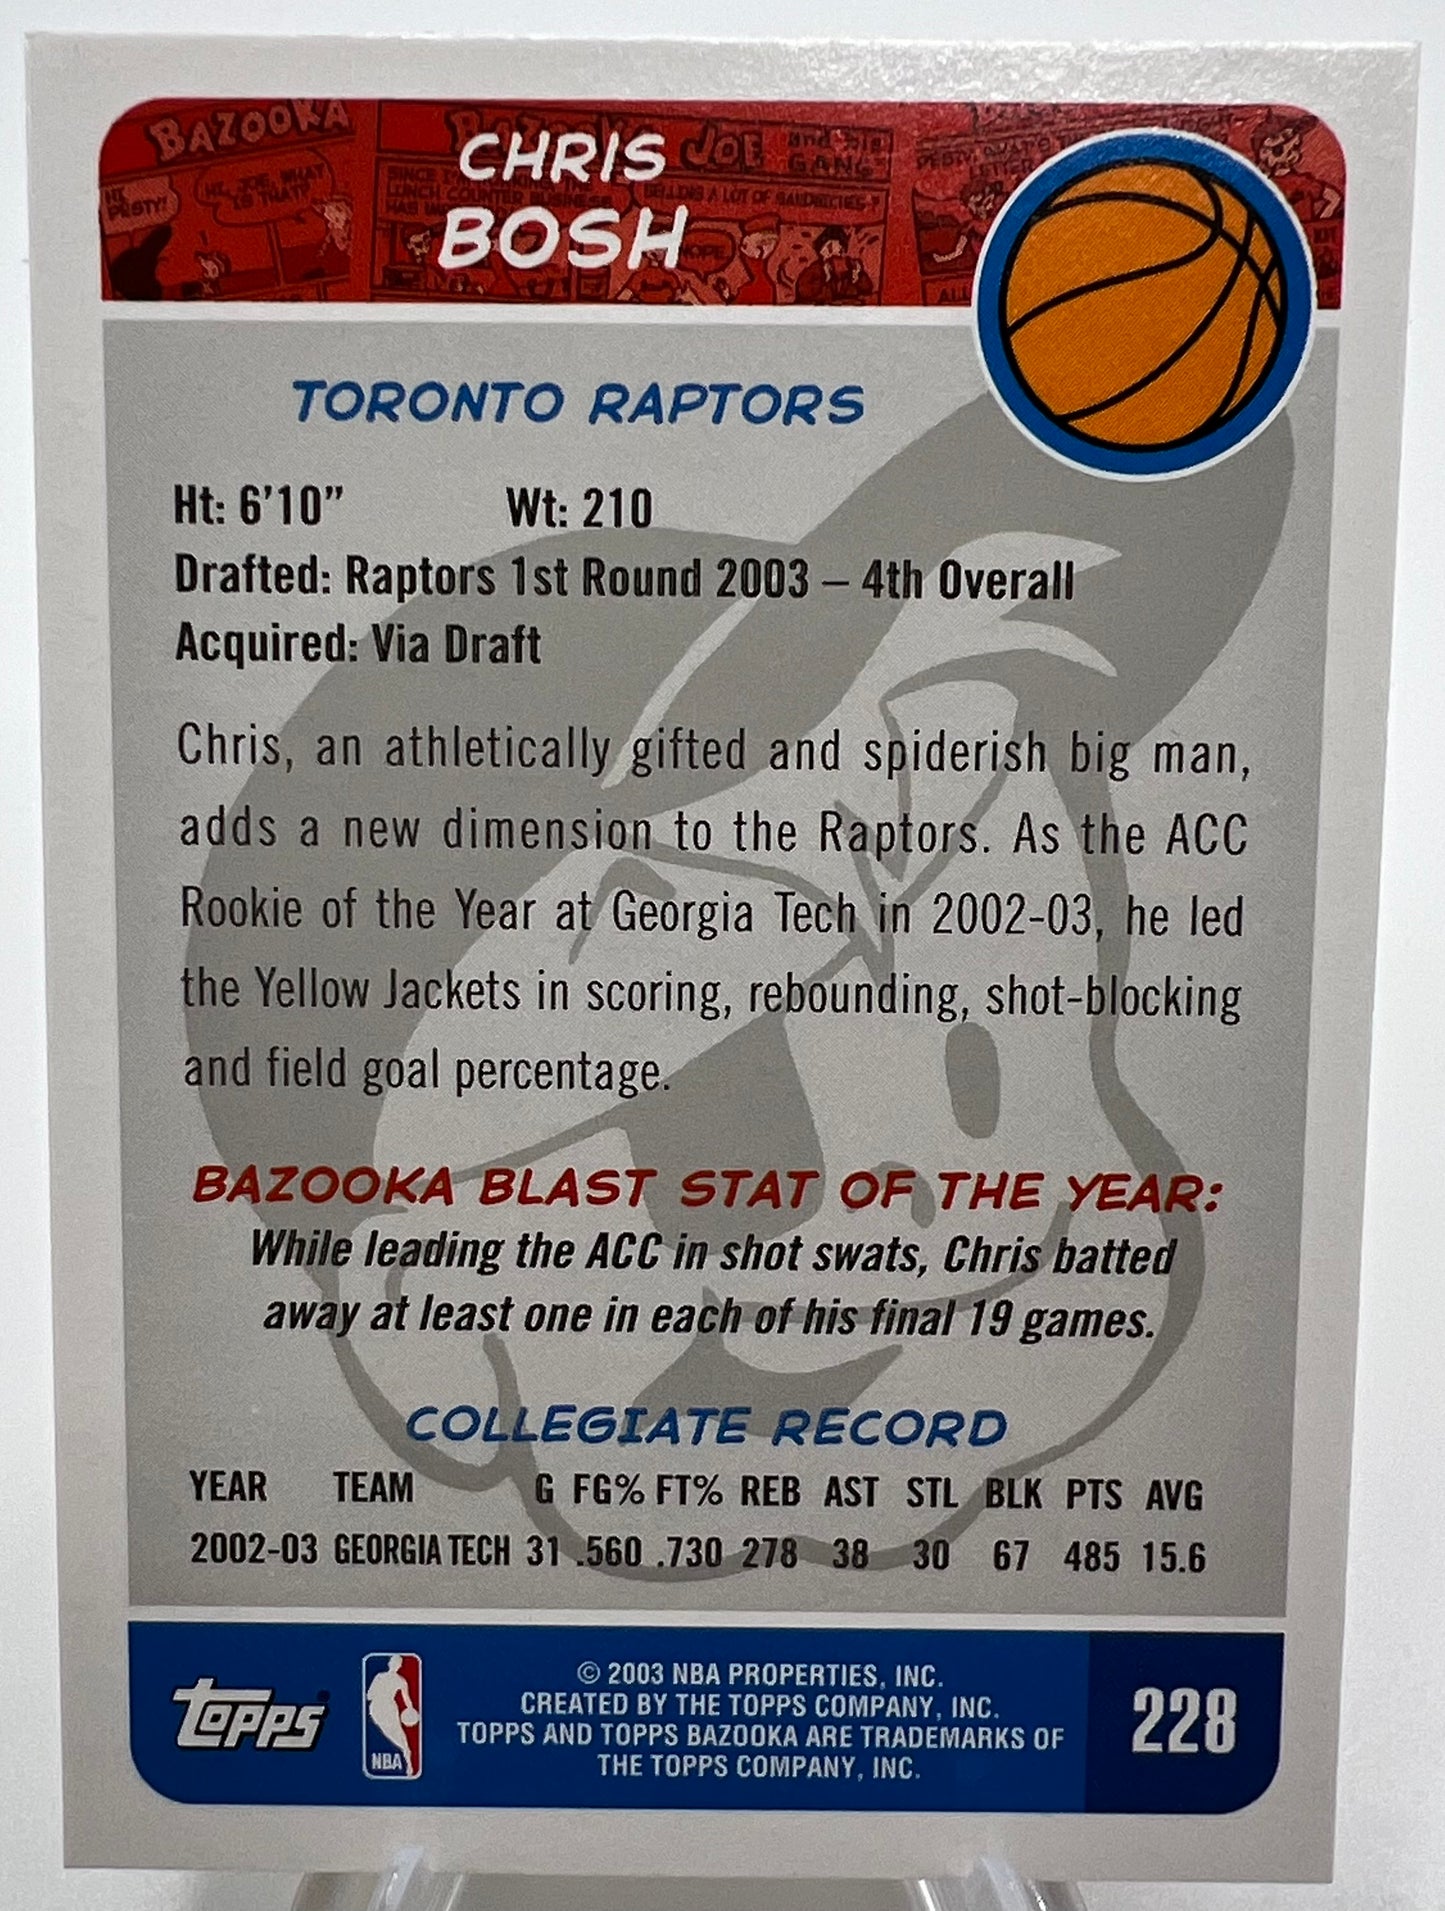 BAZOOKA
JOE
and his
GANG
CHRIS
BOSH
TORONTO RAPTORS
Ht: 6'10” Wt: 210
Drafted: Raptors 1st Round 2003 – 4th Overall
Acquired: Via Draft
Chris, an athletically gifted and spiderish big man,
adds a new dimension to the Raptors. As the ACC
Rookie of the Year at Georgia Tech in 2002-03, he led
the Yellow Jackets in scoring, rebounding, shot-blocking
and field goal percentage.
BAZOOKA BLAST STAT OF THE YEAR:
While leading the ACC in shot swats, Chris batted
away at least one in each of his final 19 games.
COLLEGIATE RECORD
YEAR TEAM G FG% FT% REB AST STL BLK PTS AVG
2002-03 GEORGIA TECH 31 .560 .730 278 38 30 67 485 15.6
Topps NBA
© 2003 NBA PROPERTIES, INC.
CREATED BY THE TOPPS COMPANY, INC.
TOPPS AND TOPPS BAZOOKA ARE TRADEMARKS OF
THE TOPPS COMPANY, INC.
228